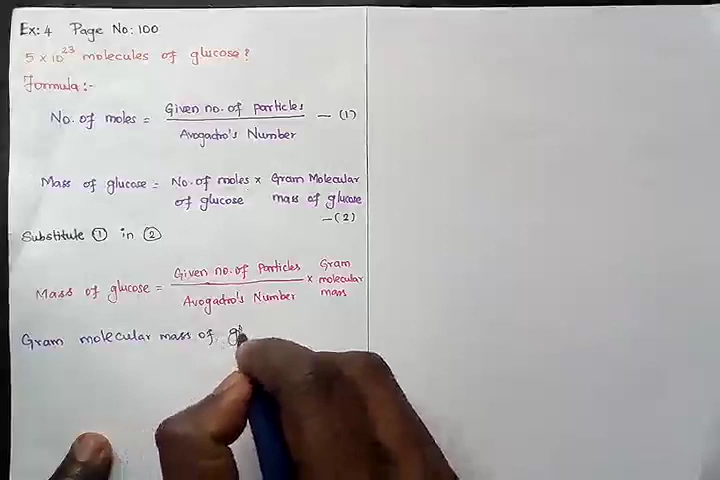 Ex: 4 Page No: 100
5 × 10²³ molecules of glucose?
Formula:-
No. of moles = Given no. of particles / Avogadro's Number — (1)
Mass of glucose = No. of moles × Gram Molecular
of glucose mass of glucose
— (2)
Substitute ① in ②
Mass of glucose = Given no. of Particles / Avogadro's Number × Gram molecular mass
Gram molecular mass of